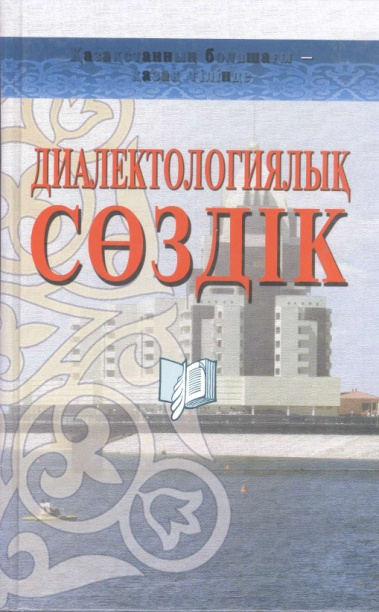 Қазақстанның болашағы –
қазақ тілінде
ДИАЛЕКТОЛОГИЯЛЫҚ
СӨЗДІК